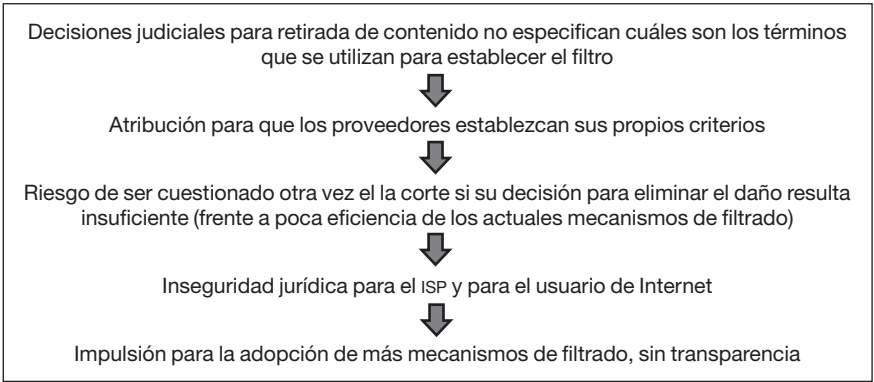 Decisiones judiciales para retirada de contenido no especifican cuáles son los términos
que se utilizan para establecer el filtro
Atribución para que los proveedores establezcan sus propios criterios
Riesgo de ser cuestionado otra vez el la corte si su decisión para eliminar el daño resulta
insuficiente (frente a poca eficiencia de los actuales mecanismos de filtrado)
Inseguridad jurídica para el ISP y para el usuario de Internet
Impulsión para la adopción de más mecanismos de filtrado, sin transparencia